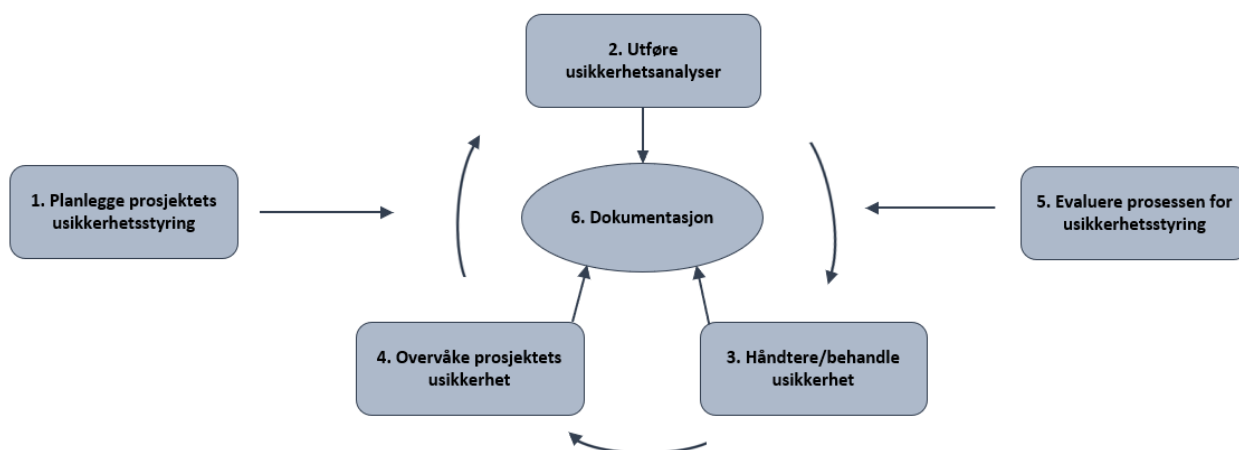 2. Utføre
usikkerhetsanalyser
1. Planlegge prosjektets
usikkerhetsstyring
6. Dokumentasjon
5. Evaluere prosessen for
usikkerhetsstyring
4. Overvåke prosjektets
usikkerhet
3. Håndtere/behandle
usikkerhet